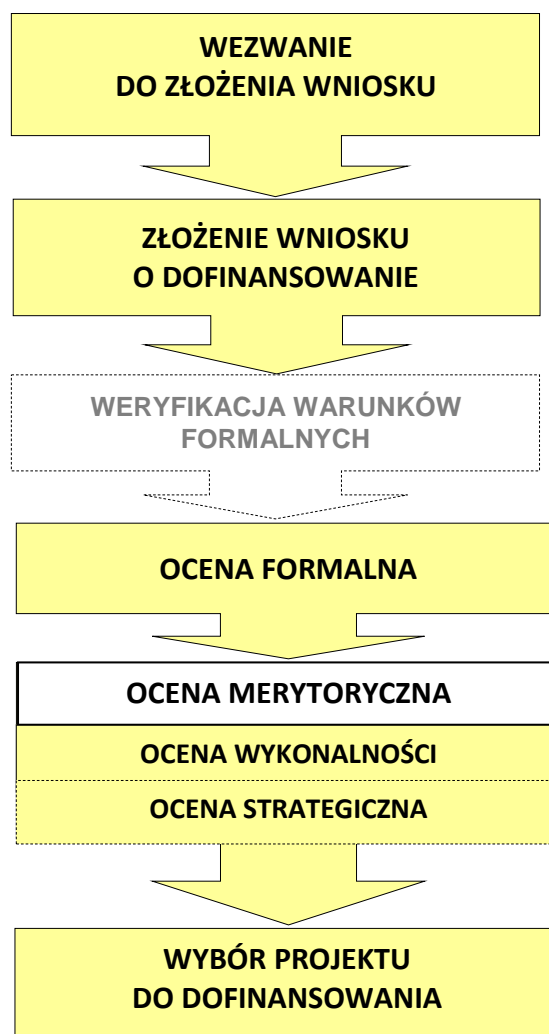 WEZWANIE
DO ZŁOŻENIA WNIOSKU
ZŁOŻENIE WNIOSKU
O DOFINANSOWANIE
WERYFIKACJA WARUNKÓW
FORMALNYCH
OCENA FORMALNA
OCENA MERYTORYCZNA
OCENA WYKONALNOŚCI
OCENA STRATEGICZNA
WYBÓR PROJEKTU
DO DOFINANSOWANIA